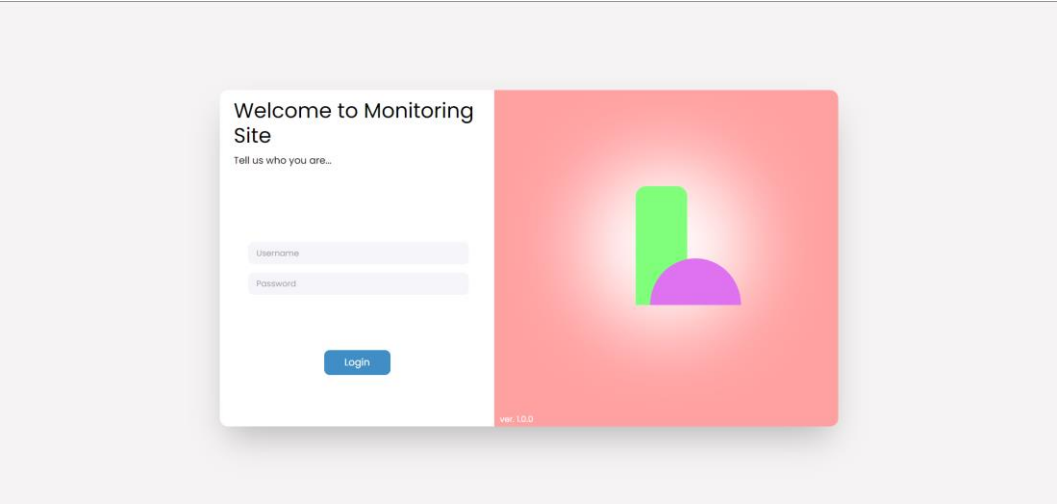 Welcome to Monitoring
Site
Tell us who you are...
Username
Password
Login
ver. 1.0.0